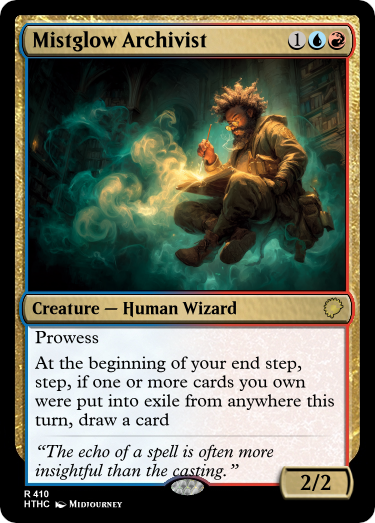 Mistglow Archivist 1
Creature — Human Wizard
Prowess
At the beginning of your end step,
step, if one or more cards you own
were put into exile from anywhere this
turn, draw a card
“The echo of a spell is often more
insightful than the casting.”
2/2
R 410
HTHC Midjourney